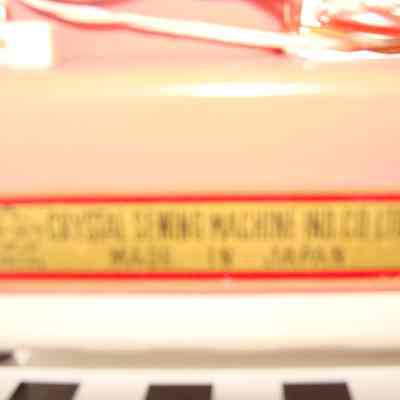 CRYSTAL SEWING MACHINE IND.CO.LTD
MADE IN JAPAN